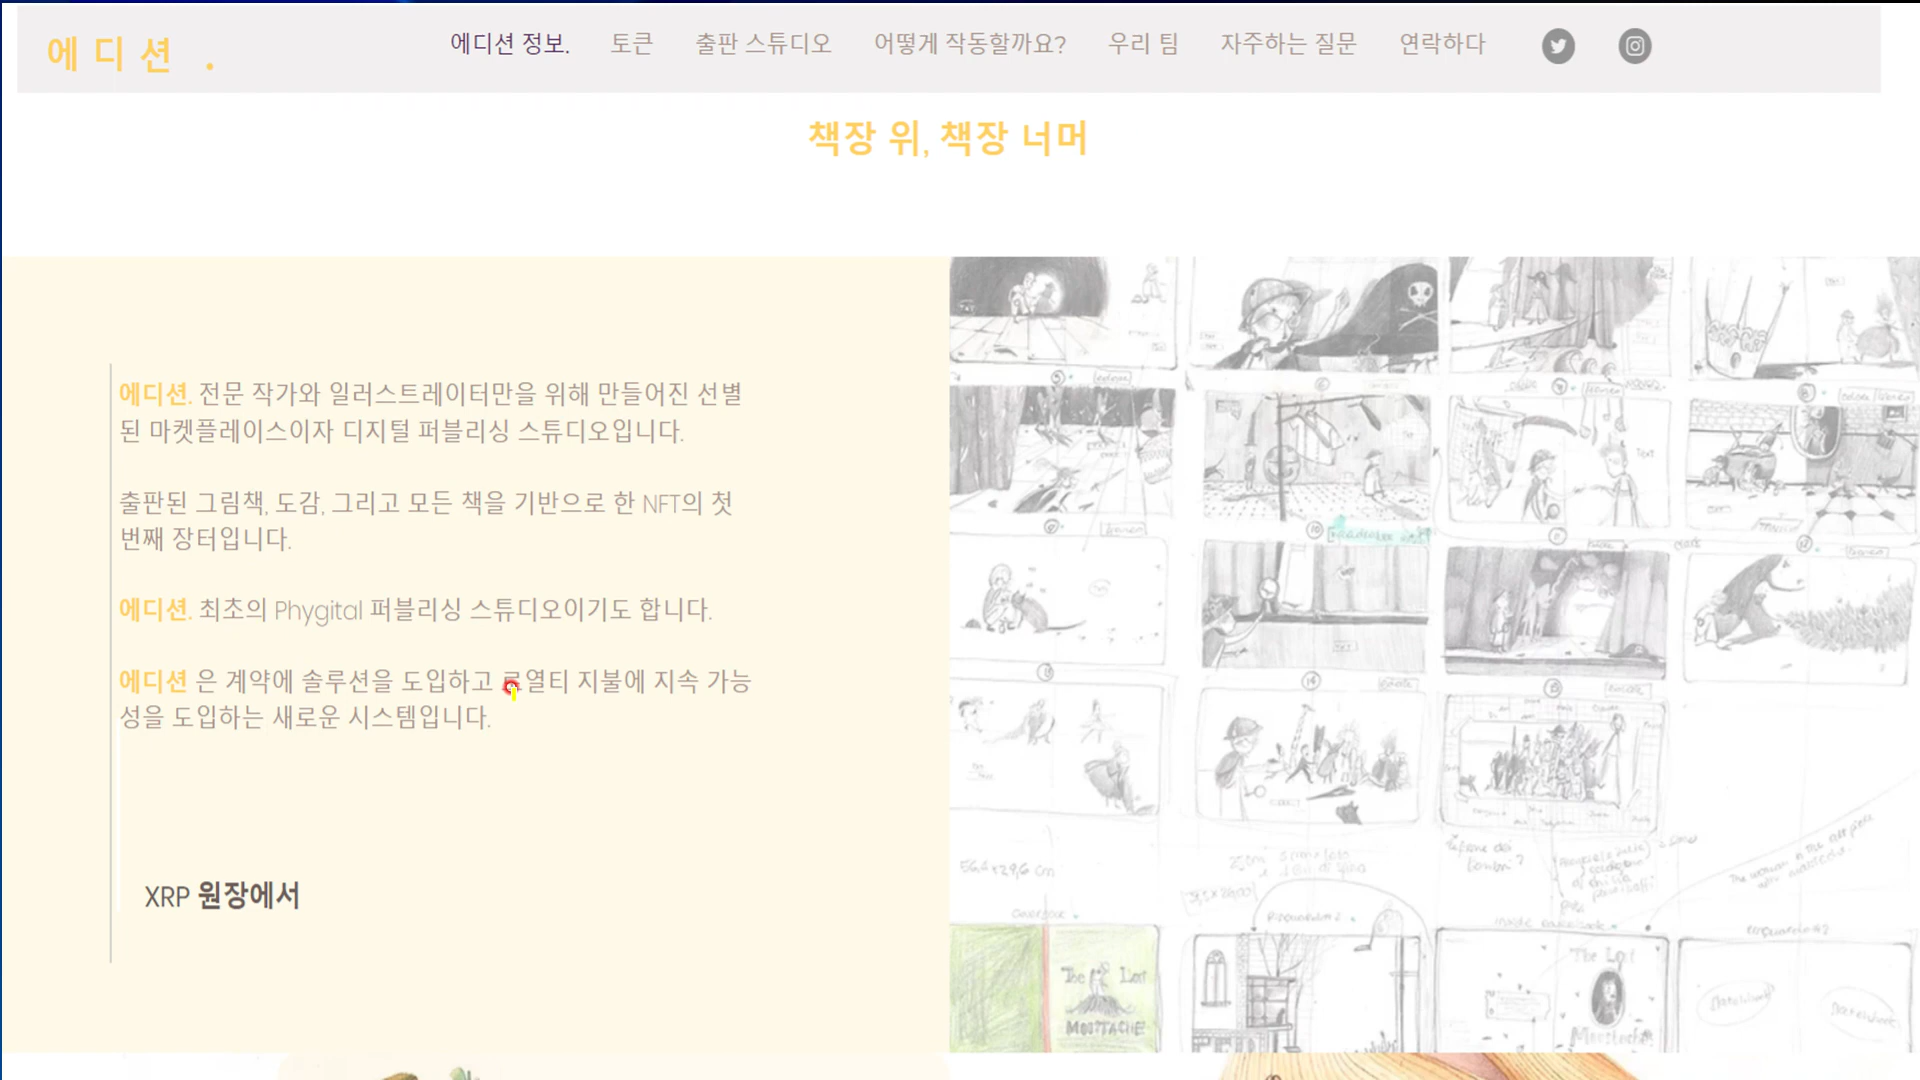 에디션 .
에디션 정보. 토큰 출판 스튜디오 어떻게 작동할까요? 우리 팀 자주하는 질문 연락하다
책장 위, 책장 너머
에디션. 전문 작가와 일러스트레이터만을 위해 만들어진 선별
된 마켓플레이스이자 디지털 퍼블리싱 스튜디오입니다.
출판된 그림책, 도감, 그리고 모든 책을 기반으로 한 NFT의 첫
번째 장터입니다.
에디션. 최초의 Phygital 퍼블리싱 스튜디오이기도 합니다.
에디션 은 계약에 솔루션을 도입하고 로열티 지불에 지속 가능
성을 도입하는 새로운 시스템입니다.
XRP 원장에서
The Lost
MOUSTACHE
The Lost
Moustache